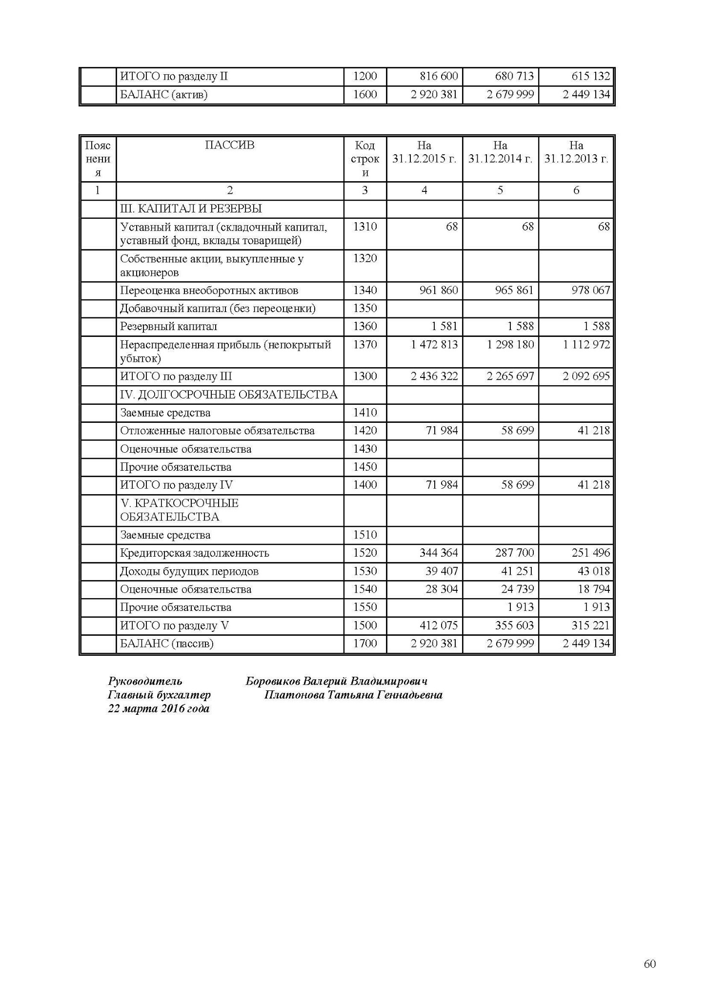 ИТОГО по разделу II 1200 816 600 680 713 615 132
БАЛАНС (актив) 1600 2 920 381 2 679 999 2 449 134
Пояс ПАССИВ Код На На На
нени строк 31.12.2015 г. 31.12.2014 г. 31.12.2013 г.
я и
1 2 3 4 5 6
III. КАПИТАЛ И РЕЗЕРВЫ
Уставный капитал (складочный капитал, 1310 68 68 68
уставный фонд, вклады товарищей)
Собственные акции, выкупленные у 1320
акционеров
Переоценка внеоборотных активов 1340 961 860 965 861 978 067
Добавочный капитал (без переоценки) 1350
Резервный капитал 1360 1 581 1 588 1 588
Нераспределенная прибыль (непокрытый 1370 1 472 813 1 298 180 1 112 972
убыток)
ИТОГО по разделу III 1300 2 436 322 2 265 697 2 092 695
IV. ДОЛГОСРОЧНЫЕ ОБЯЗАТЕЛЬСТВА
Заемные средства 1410
Отложенные налоговые обязательства 1420 71 984 58 699 41 218
Оценочные обязательства 1430
Прочие обязательства 1450
ИТОГО по разделу IV 1400 71 984 58 699 41 218
V. КРАТКОСРОЧНЫЕ
ОБЯЗАТЕЛЬСТВА
Заемные средства 1510
Кредиторская задолженность 1520 344 364 287 700 251 496
Доходы будущих периодов 1530 39 407 41 251 43 018
Оценочные обязательства 1540 28 304 24 739 18 794
Прочие обязательства 1550 1 913 1 913
ИТОГО по разделу V 1500 412 075 355 603 315 221
БАЛАНС (пассив) 1700 2 920 381 2 679 999 2 449 134
Руководитель Боровиков Валерий Владимирович
Главный бухгалтер Платонова Татьяна Геннадьевна
22 марта 2016 года
60